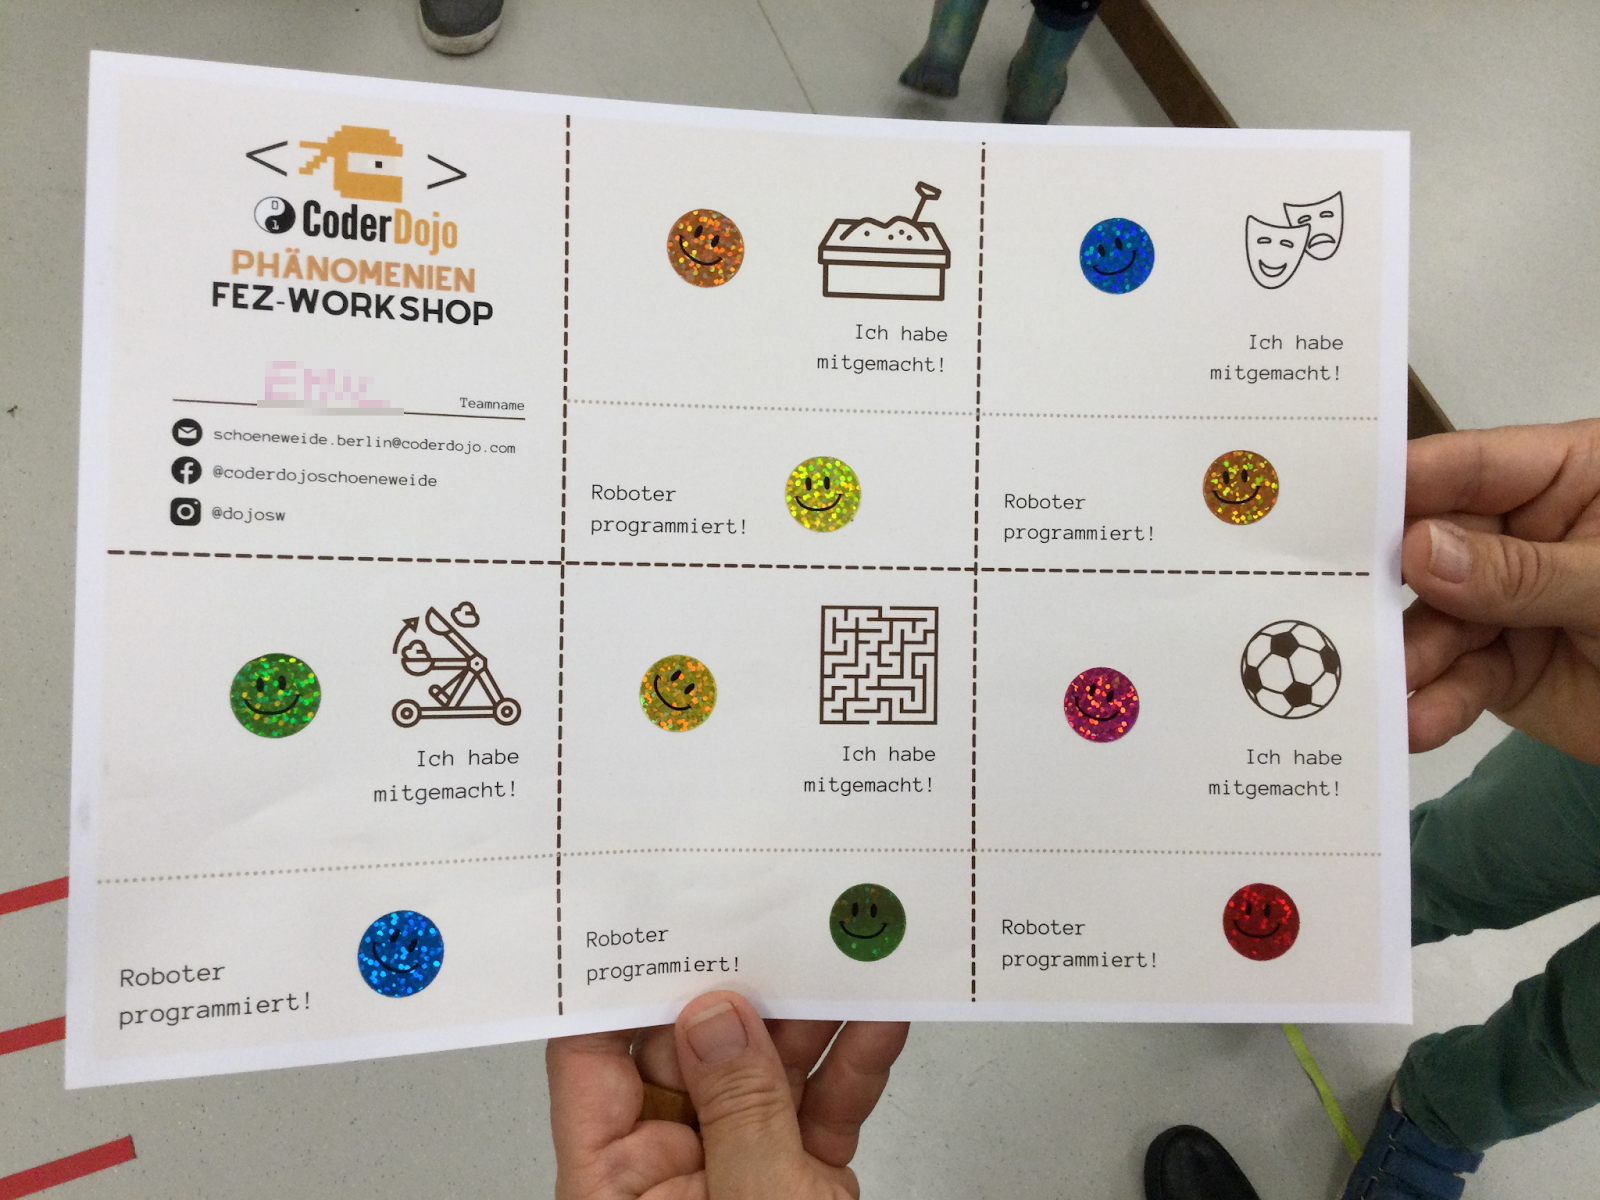 < >
CoderDojo
PHÄNOMENIEN
FEZ-WORKSHOP
Teamname
schoeneweide.berlin@coderdojo.com
@coderdojoschoeneweide
@dojosw
Ich habe
mitgemacht!
Roboter
programmiert!
Ich habe
mitgemacht!
Roboter
programmiert!
Ich habe
mitgemacht!
Roboter
programmiert!
Ich habe
mitgemacht!
Roboter
programmiert!
Ich habe
mitgemacht!
Roboter
programmiert!